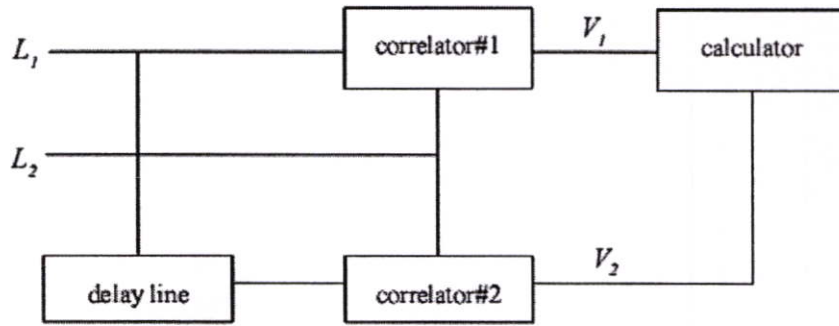 L₁
correlator#1
V₁
calculator
L₂
delay line
correlator#2
V₂